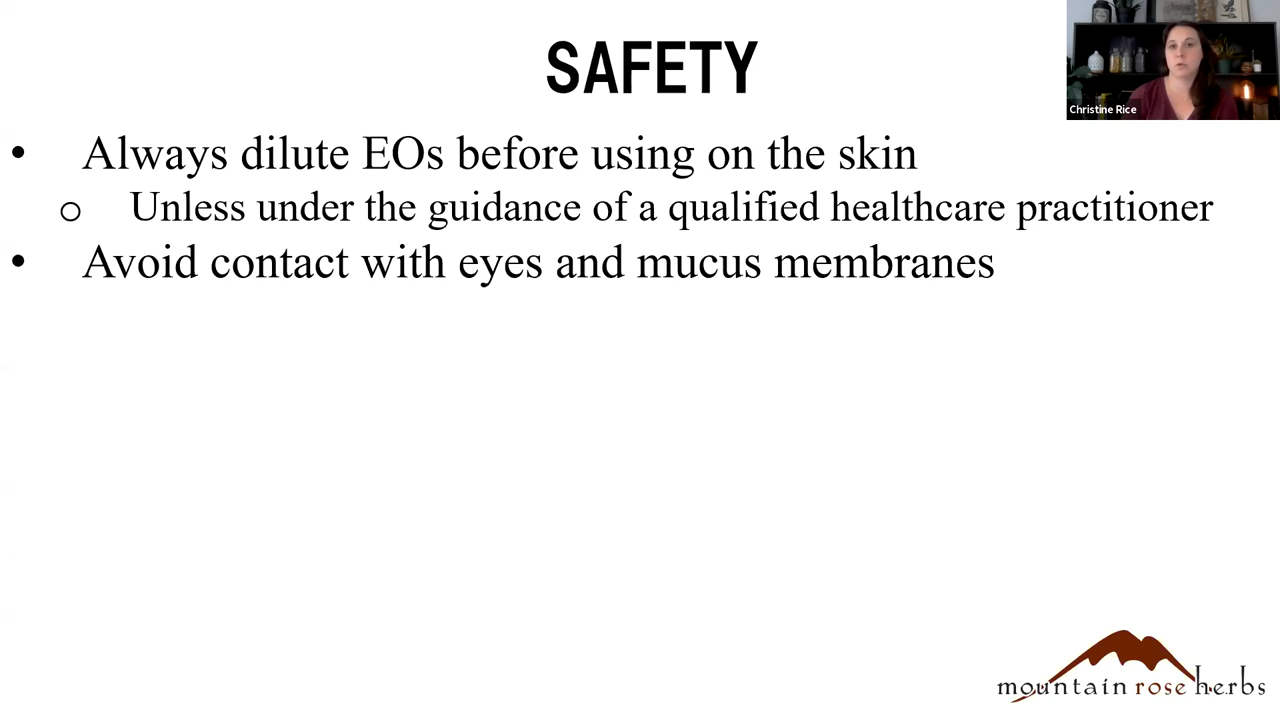 SAFETY
Christine Rice
• Always dilute EOs before using on the skin
o Unless under the guidance of a qualified healthcare practitioner
• Avoid contact with eyes and mucus membranes
mountain rose herbs